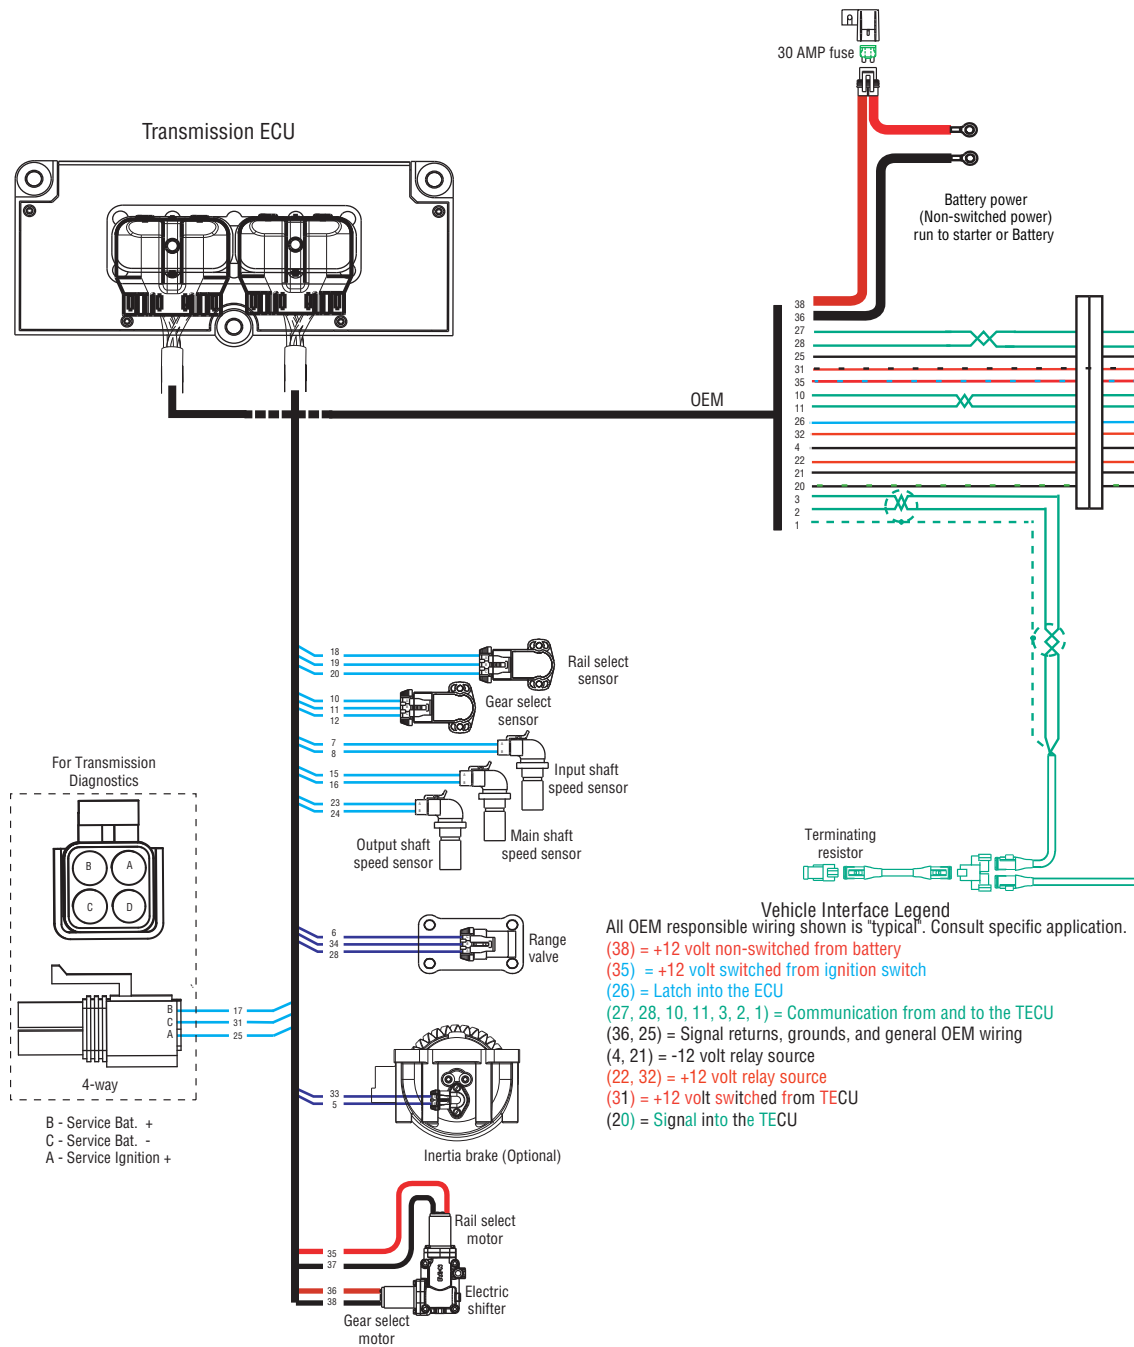 30 AMP fuse
Transmission ECU
Battery power
(Non-switched power)
run to starter or Battery
38
36
27
28
25
31
35
10
11
26
32
4
22
21
20
3
2
1
OEM
18
19
20
Rail select
sensor
10
11
12
Gear select
sensor
7
8
Input shaft
speed sensor
15
16
Main shaft
speed sensor
23
24
Output shaft
speed sensor
For Transmission
Diagnostics
B
A
C
D
B
C
A
17
31
25
4-way
B - Service Bat. +
C - Service Bat. -
A - Service Ignition +
6
34
28
Range
valve
33
5
Inertia brake (Optional)
35
37
Rail select
motor
36
38
Electric
shifter
Gear select
motor
Terminating
resistor
Vehicle Interface Legend
All OEM responsible wiring shown is "typical". Consult specific application.
(38) = +12 volt non-switched from battery
(35) = +12 volt switched from ignition switch
(26) = Latch into the ECU
(27, 28, 10, 11, 3, 2, 1) = Communication from and to the TECU
(36, 25) = Signal returns, grounds, and general OEM wiring
(4, 21) = -12 volt relay source
(22, 32) = +12 volt relay source
(31) = +12 volt switched from TECU
(20) = Signal into the TECU